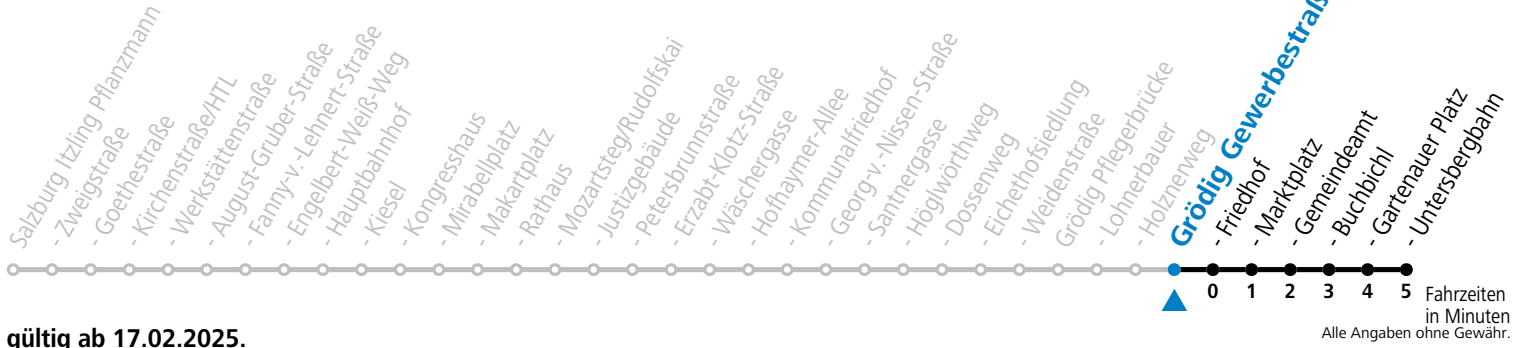 Salzburg Itzling Pflanzmann
- Zweigstraße
- Goethestraße
- Kirchenstraße/HTL
- Werkstättenstraße
- August-Gruber-Straße
- Fanny-v.-Lehnert-Straße
- Engelbert-Weiß-Weg
- Hauptbahnhof
- Kiesel
- Kongresshaus
- Mirabellplatz
- Makartplatz
- Rathaus
- Mozartsteg/Rudolfskai
- Justizgebäude
- Petersbrunnstraße
- Erzabt-Klotz-Straße
- Wäschergasse
- Hofhaymer-Allee
- Kommunalfriedhof
- Georg-v.-Nissen-Straße
- Santnergasse
- Höglwörthweg
- Dossenweg
- Eichethofsiedlung
- Weidenstraße
Grödig Pflegerbrücke
- Lohnerbauer
- Holznerweg
Grödig Gewerbestraße
- Friedhof
- Marktplatz
- Gemeindeamt
- Buchbichl
- Gartenauer Platz
- Untersbergbahn
0 1 2 3 4 5 Fahrzeiten
in Minuten
Alle Angaben ohne Gewähr.
gültig ab 17.02.2025.